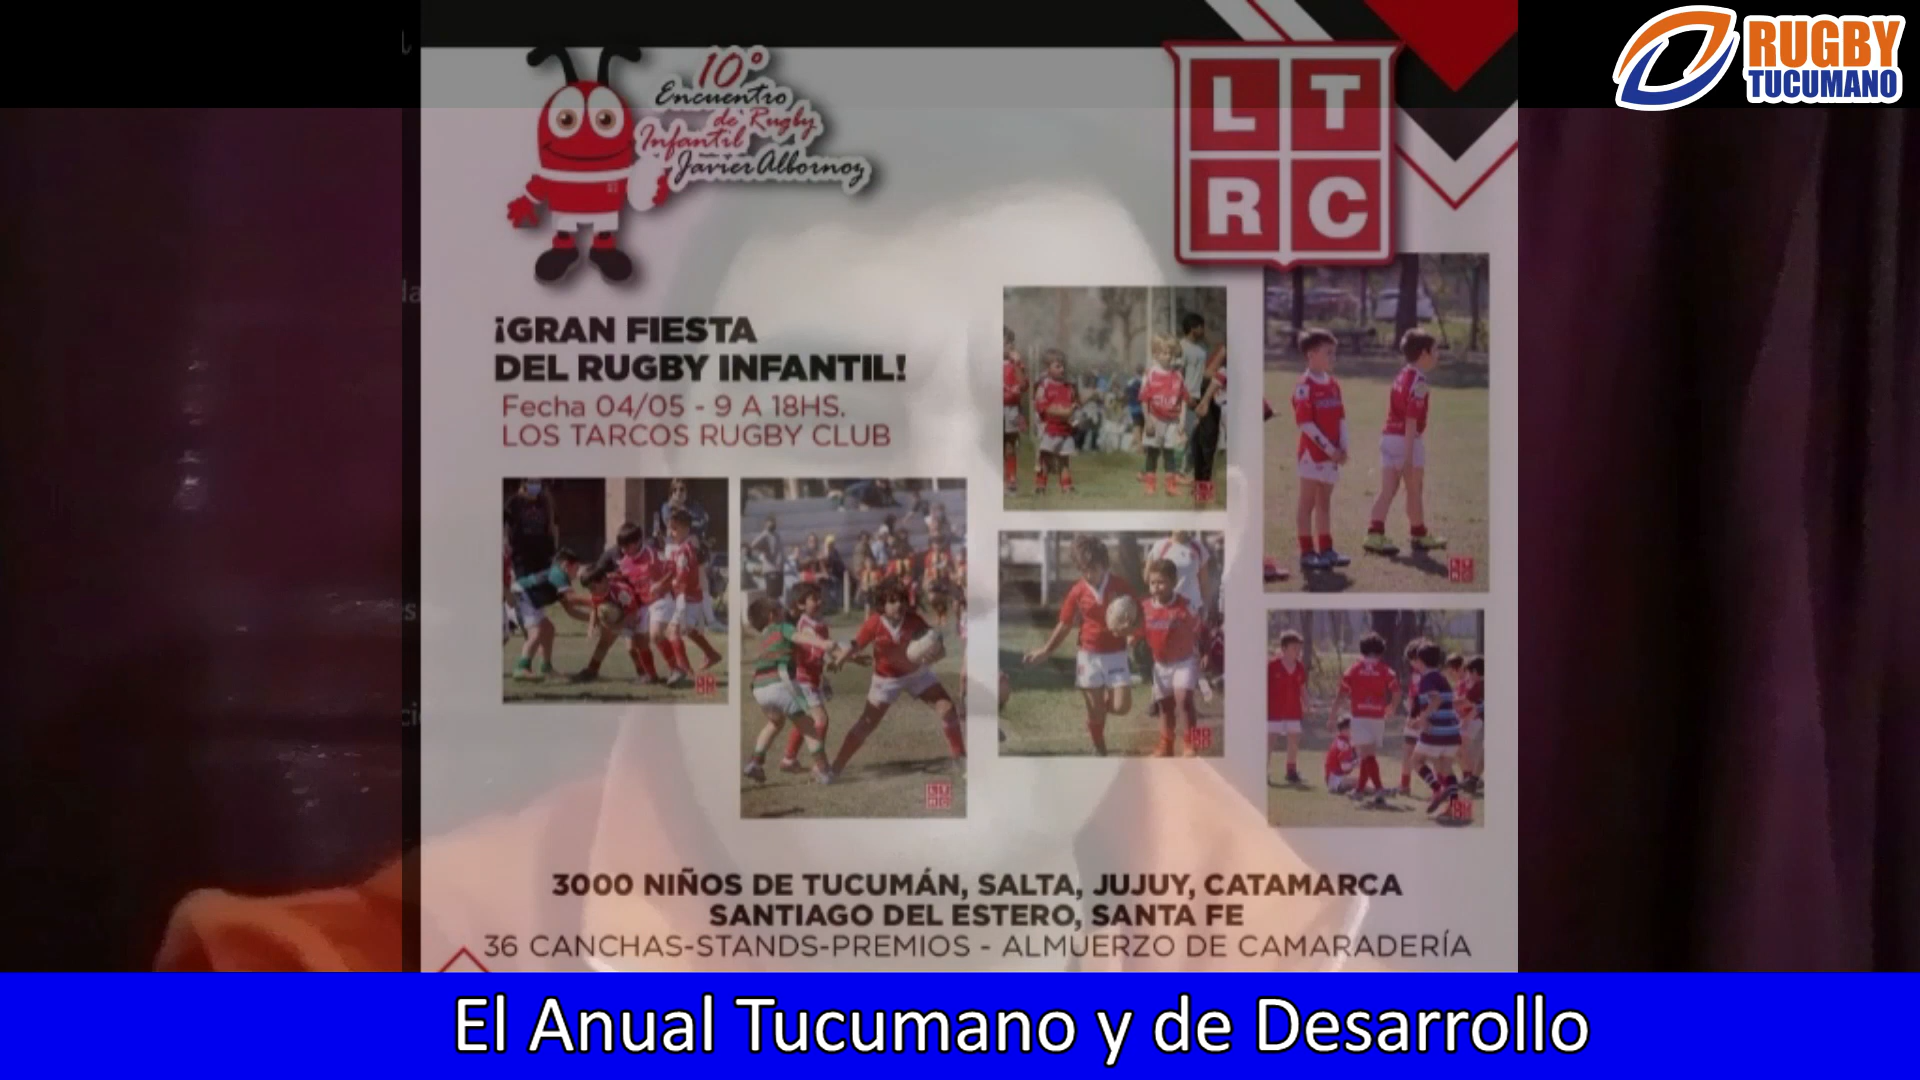 RUGBY
TUCUMANO
10°
Encuentro
de Rugby
Infantil
Javier Albornoz
L T
R C
¡GRAN FIESTA
DEL RUGBY INFANTIL!
Fecha 04/05 - 9 A 18HS.
LOS TARCOS RUGBY CLUB
3000 NIÑOS DE TUCUMÁN, SALTA, JUJUY, CATAMARCA
SANTIAGO DEL ESTERO, SANTA FE
36 CANCHAS-STANDS-PREMIOS - ALMUERZO DE CAMARADERÍA
El Anual Tucumano y de Desarrollo